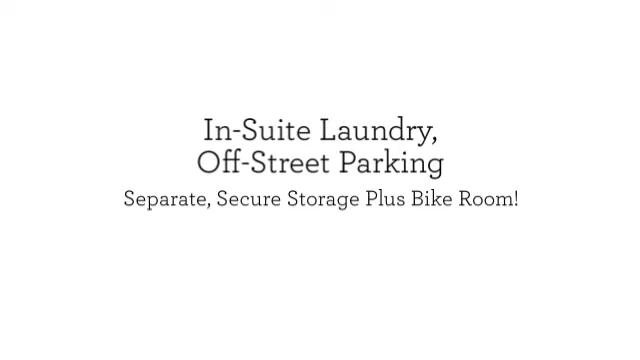 In-Suite Laundry,
Off-Street Parking
Separate, Secure Storage Plus Bike Room!